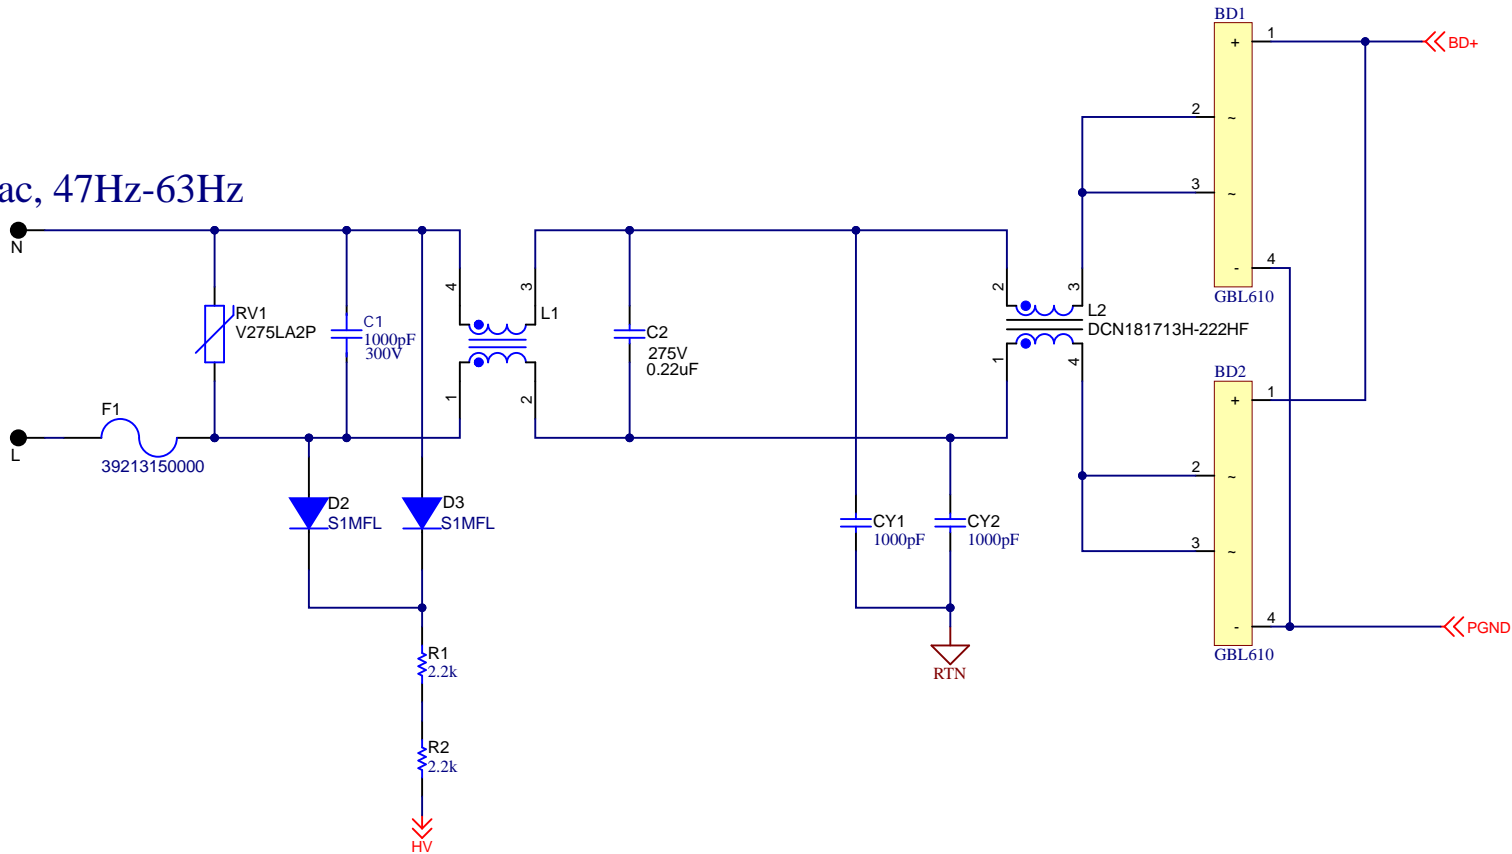 BD1
+
1
BD+
2
~
3
~
4
-
GBL610
ac, 47Hz-63Hz
N
RV1
V275LA2P
C1
1000pF
300V
4
3
L1
1
2
C2
275V
0.22uF
2
3
L2
DCN181713H-222HF
1
4
BD2
+
1
2
~
3
~
4
-
PGND
GBL610
F1
L
39213150000
D2
S1MFL
D3
S1MFL
CY1
1000pF
CY2
1000pF
RTN
R1
2.2k
R2
2.2k
HV